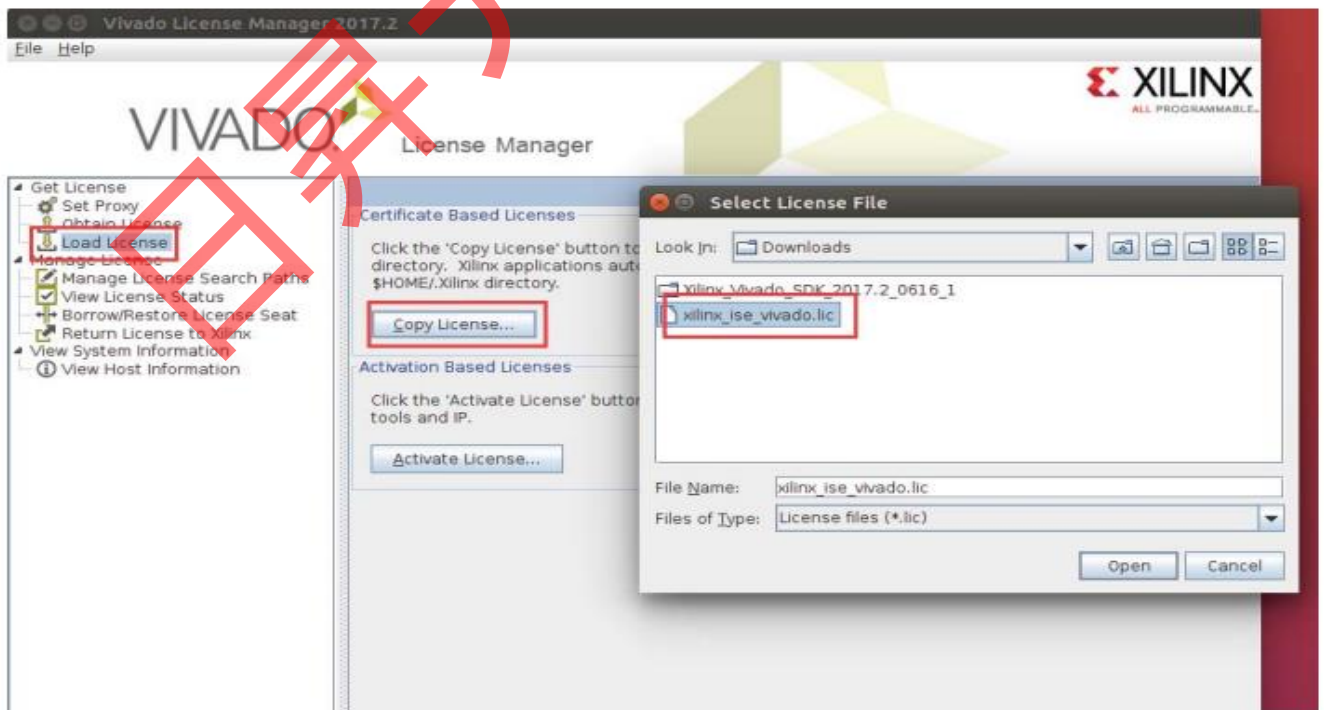 Vivado License Manager 2017.2
File Help
VIVADO.
License Manager
XILINX
ALL PROGRAMMABLE.
Get License
Set Proxy
Obtain License
Load License
Manage License
Manage License Search Paths
View License Status
Borrow/Restore License Seat
Return License to Xilinx
View System Information
View Host Information
Certificate Based Licenses
Click the 'Copy License' button to
directory. Xilinx applications
$HOME/.Xilinx directory.
Copy License...
Activation Based Licenses
Click the 'Activate License'
tools and IP.
Activate License...
Select License File
Look In: Downloads
Xilinx_Vivado_SDK_2017.2_0616_1
xilinx_ise_vivado.lic
File Name: xilinx_ise_vivado.lic
Files of Type: License files (*.lic)
Open Cancel